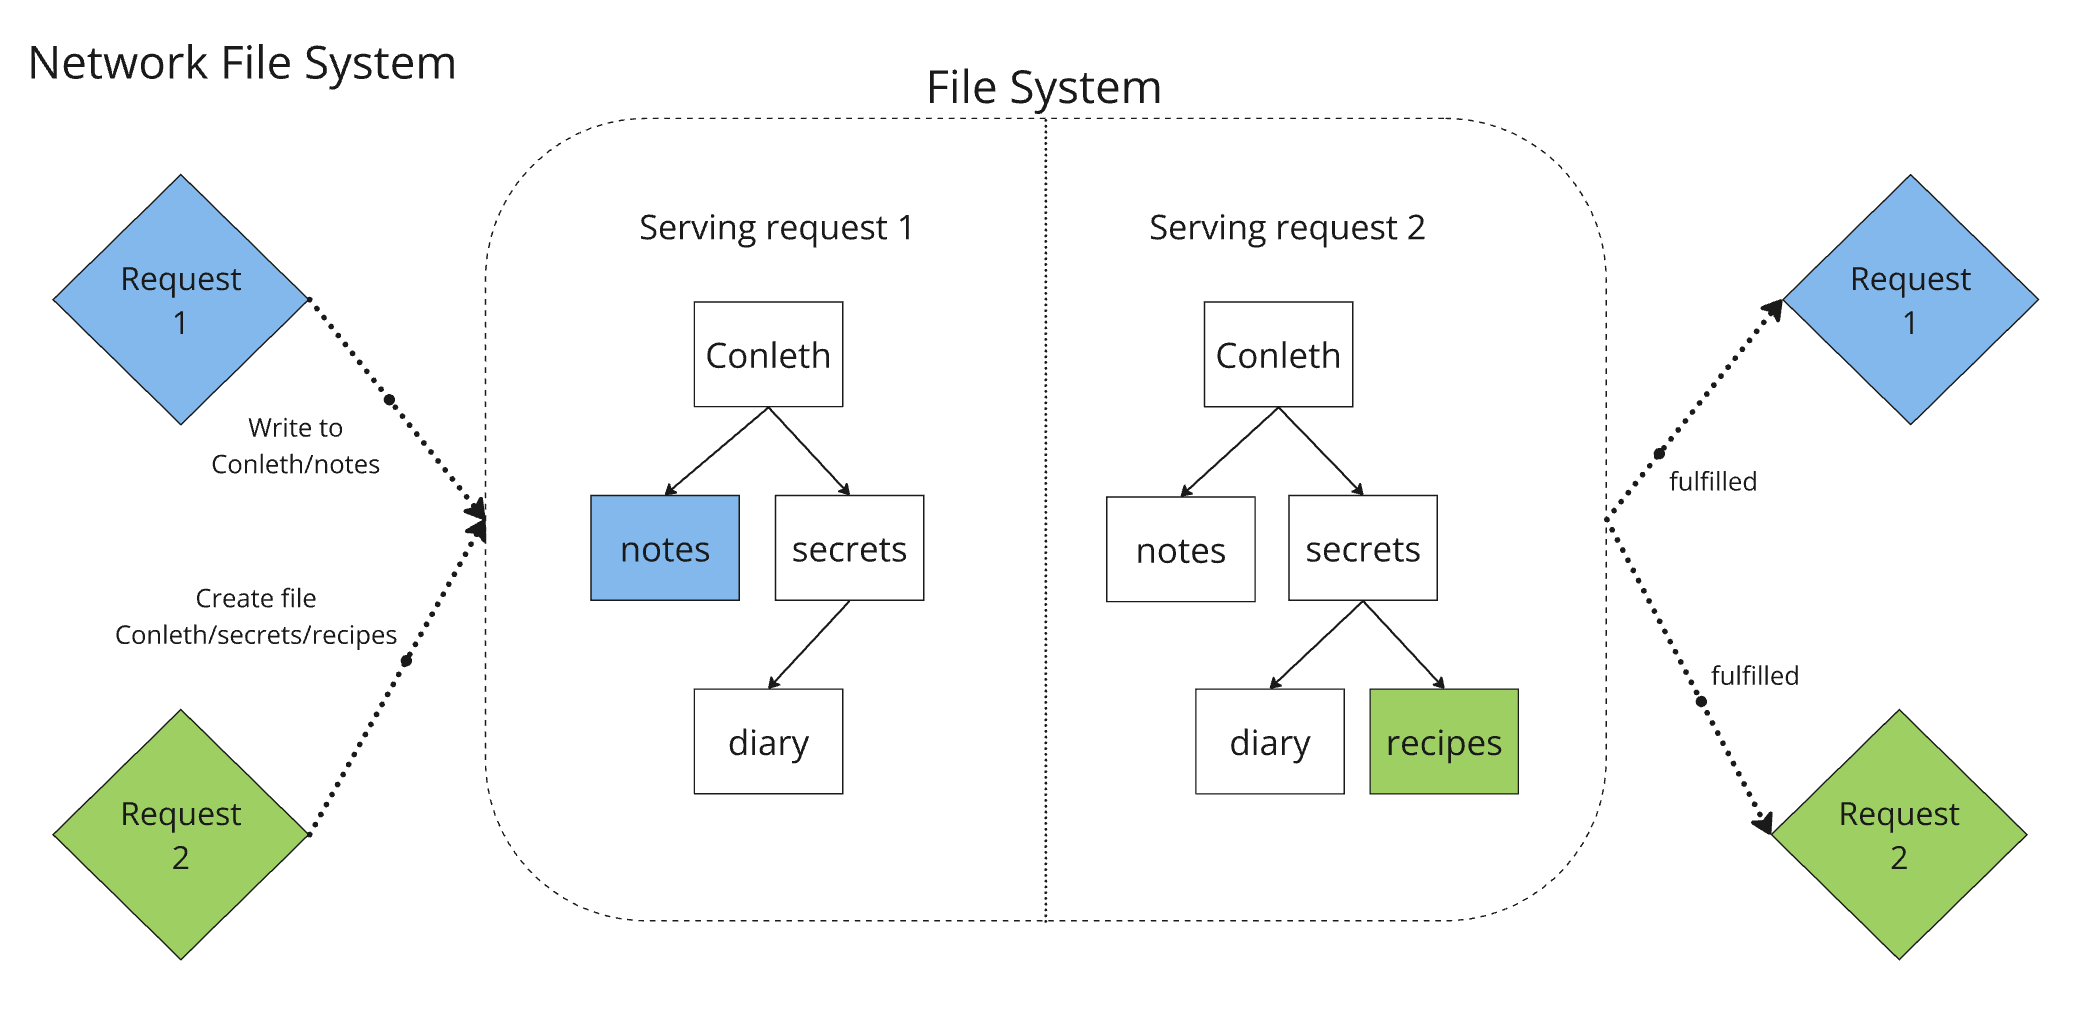 Network File System
File System
Request
1
Write to
Conleth/notes
Create file
Conleth/secrets/recipes
Request
2
Serving request 1
Conleth
notes
secrets
diary
Serving request 2
Conleth
notes
secrets
diary
recipes
Request
1
fulfilled
fulfilled
Request
2